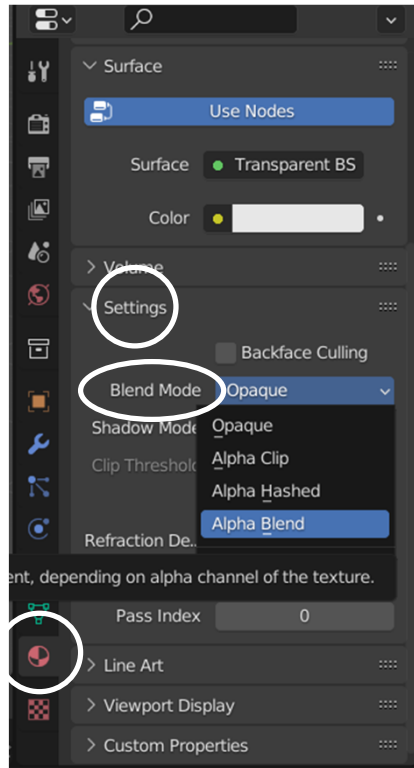 Surface
Use Nodes
Surface Transparent BS
Color
Volume
Settings
Backface Culling
Blend Mode Opaque
Shadow Mode
Opaque
Clip Threshold
Alpha Clip
Alpha Hashed
Alpha Blend
Refraction De..
ent, depending on alpha channel of the texture.
Pass Index 0
Line Art
Viewport Display
Custom Properties